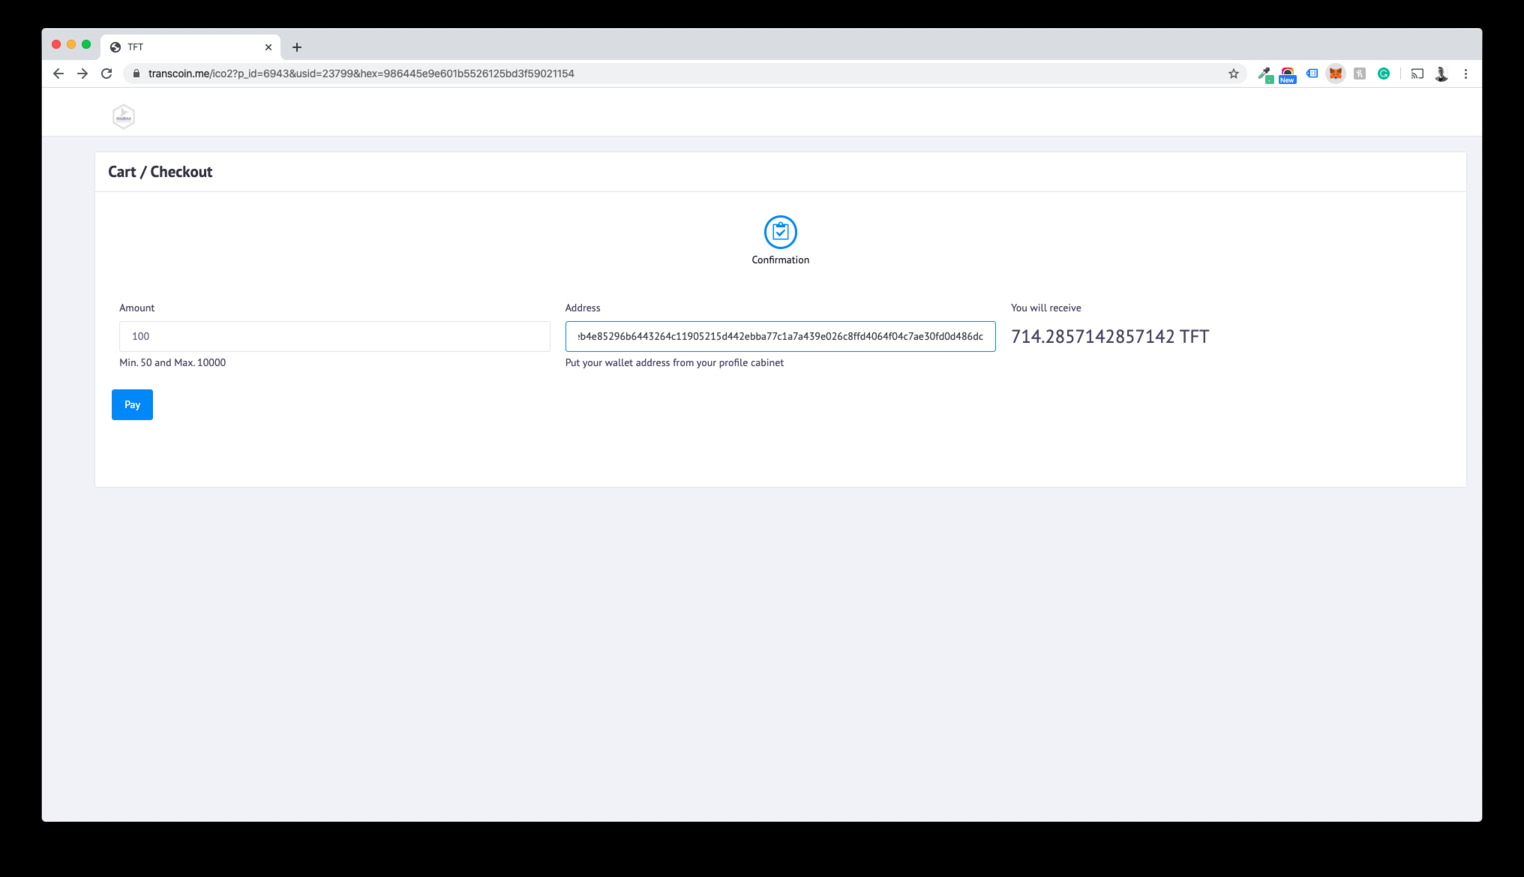 TFT
transcoin.me/ico2?p_id=6943&usid=23799&hex=986445e9e601b5526125bd3f59021154
New
Cart / Checkout
Confirmation
Amount
Address
You will receive
100
b4e85296b6443264c11905215d442ebba77c1a7a439e026c8ffd4064f04c7ae30fd0d486dc
714.2857142857142 TFT
Min. 50 and Max. 10000
Put your wallet address from your profile cabinet
Pay